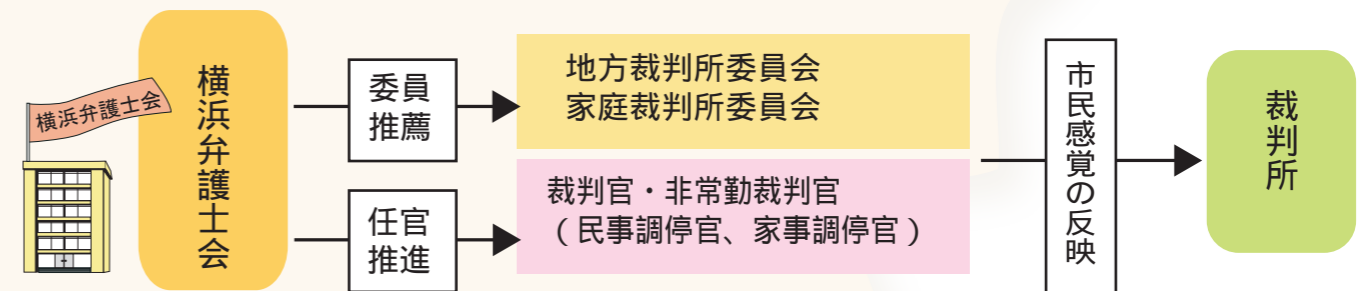 横浜弁護士会
横浜弁護士会
委員
推薦
地方裁判所委員会
家庭裁判所委員会
任官
推進
裁判官・非常勤裁判官
（民事調停官、家事調停官）
市民感覚の反映
裁判所